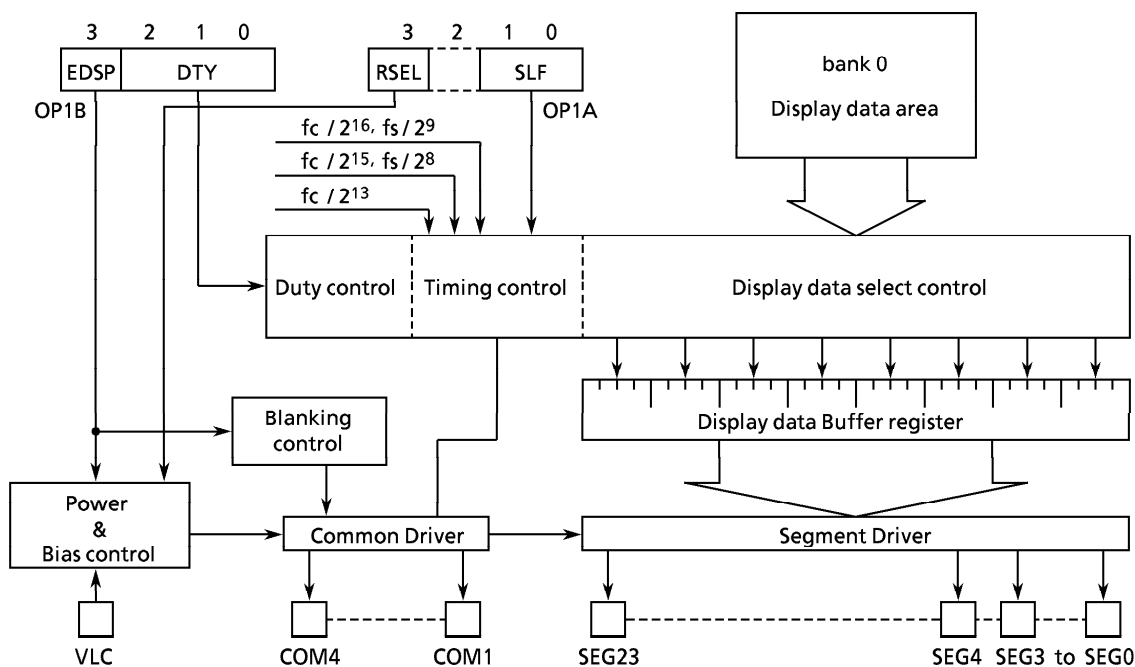 3 2 1 0
3 2 1 0
EDSP DTY
RSEL SLF
OP1B
OP1A
bank 0
Display data area
fc / 2^16, fs / 2^9
fc / 2^15, fs / 2^8
fc / 2^13
Duty control
Timing control
Display data select control
Blanking
control
Display data Buffer register
Power
&
Bias control
Common Driver
Segment Driver
VLC
COM4
COM1
SEG23
SEG4
SEG3 to SEG0